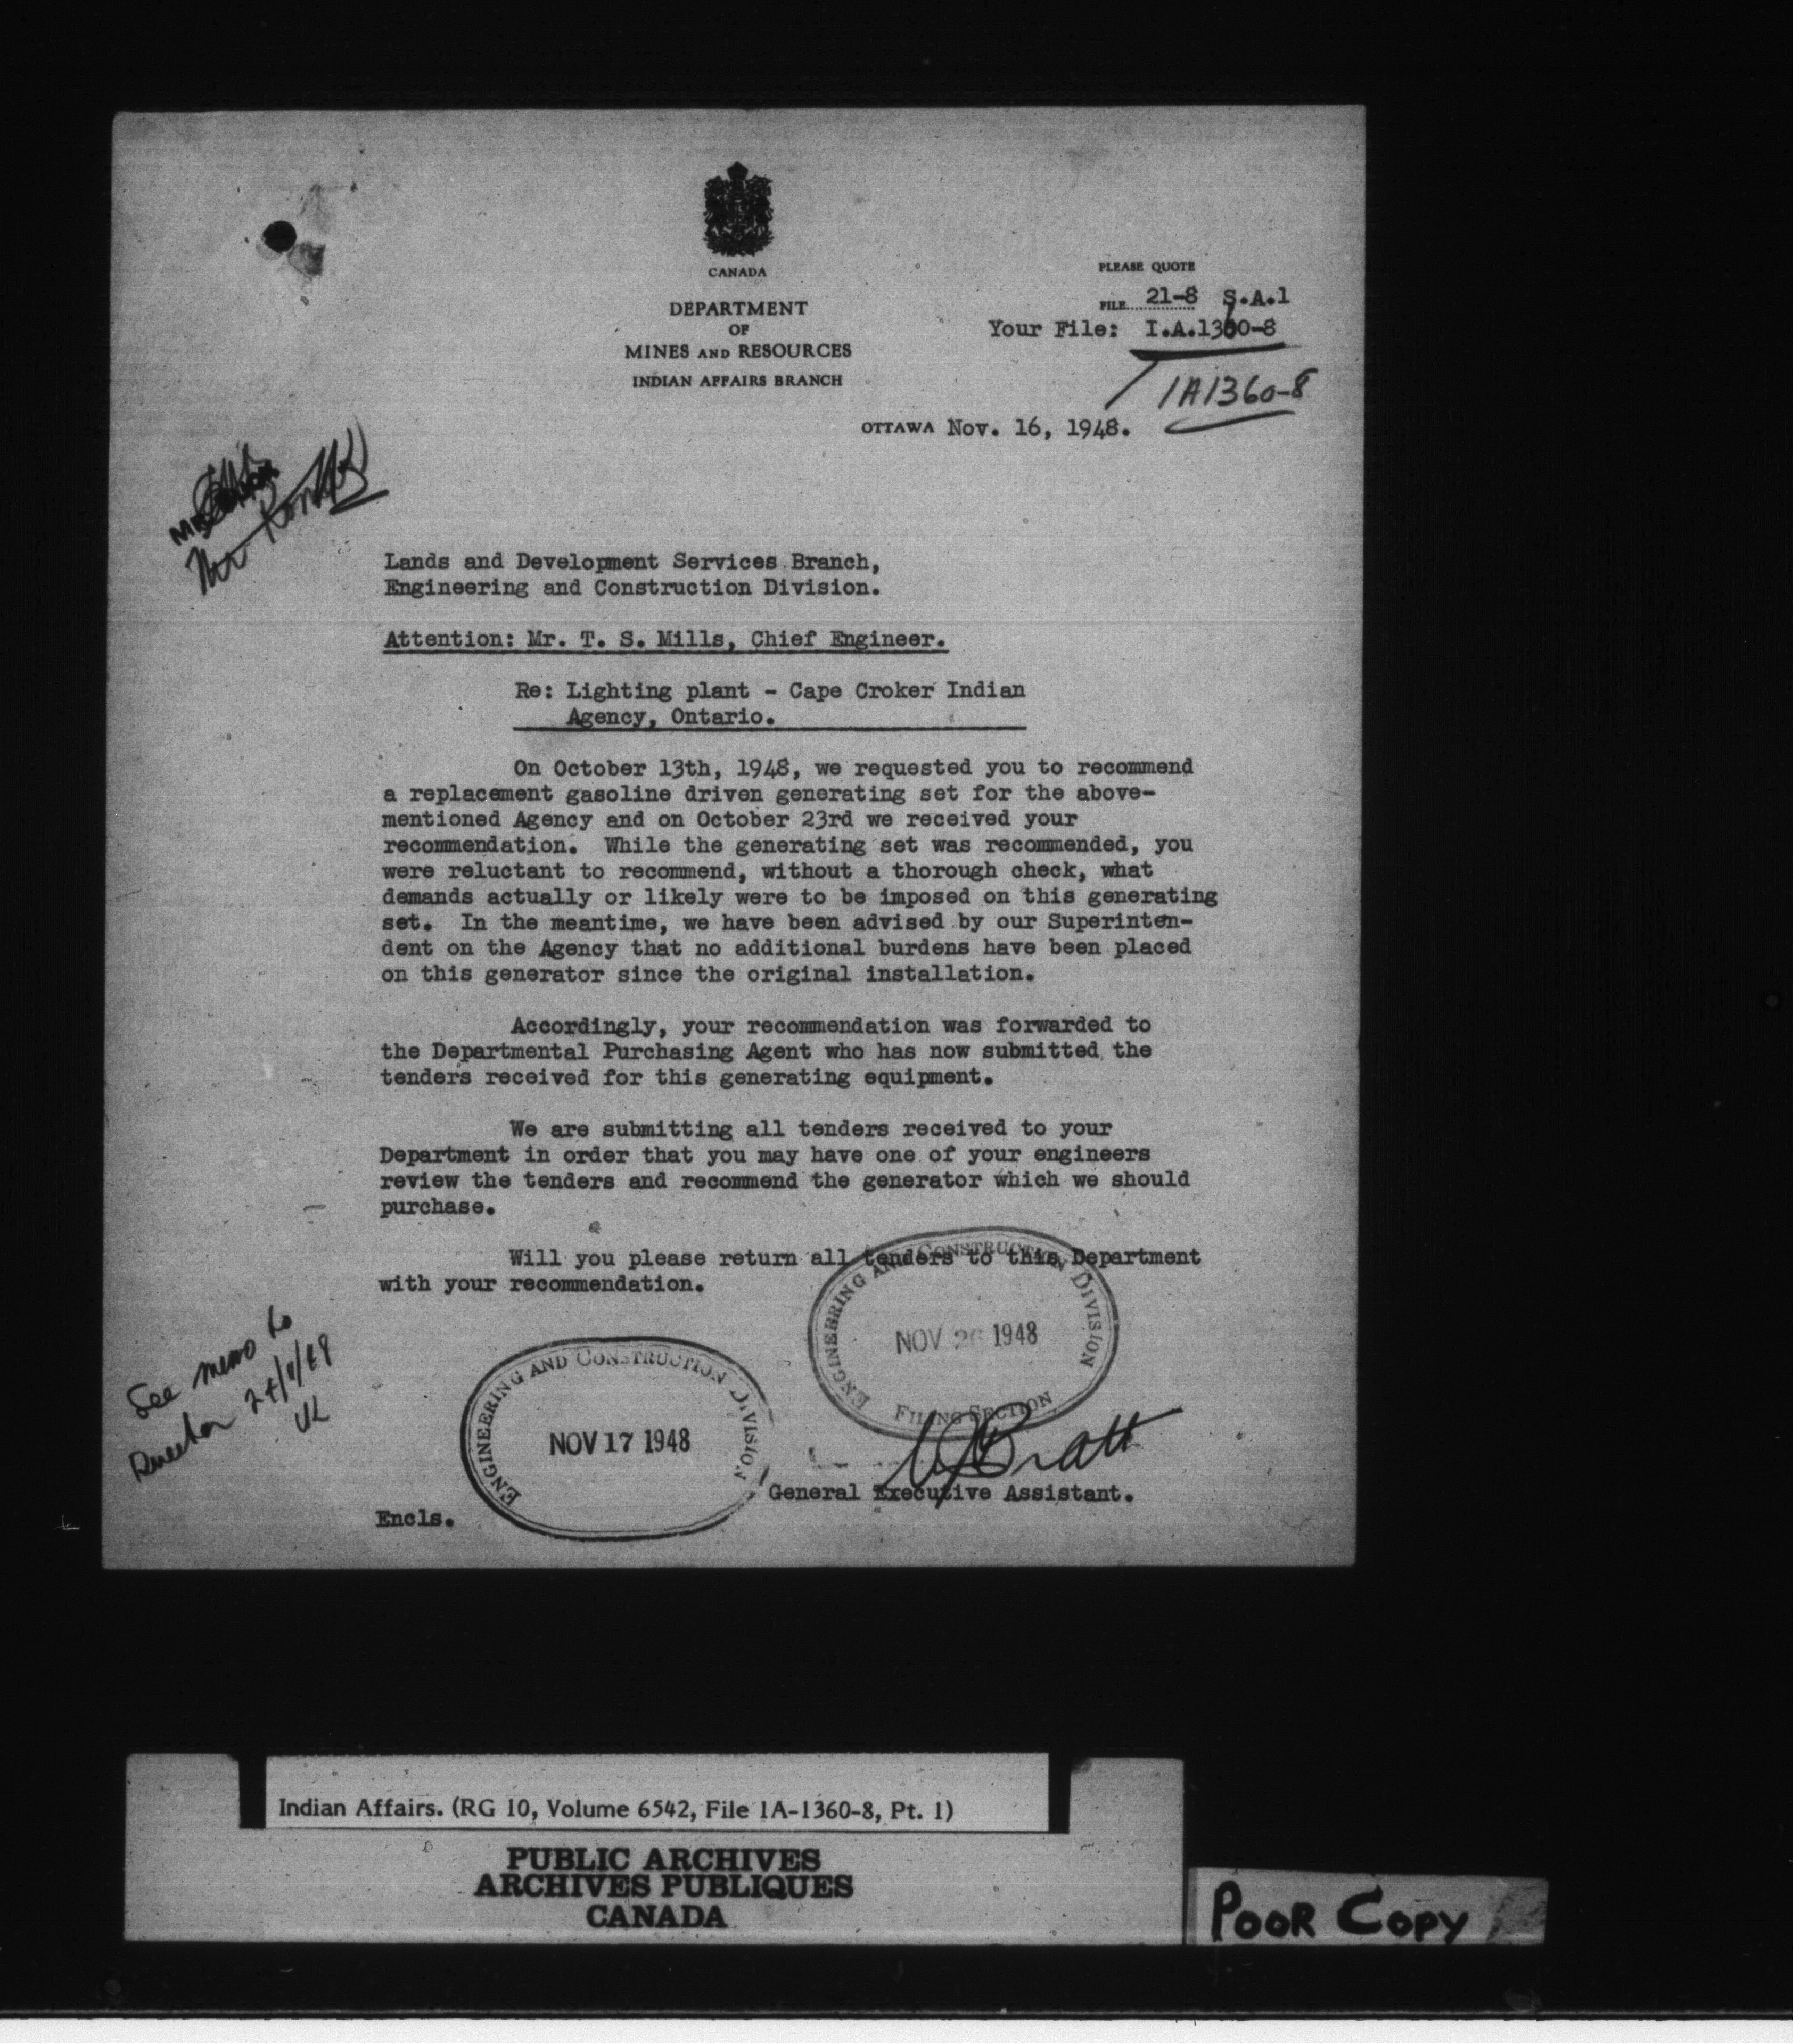 CANADA
DEPARTMENT
OF
MINES AND RESOURCES
INDIAN AFFAIRS BRANCH
PLEASE QUOTE
FILE 21-8 S.A.1
Your File: I.A.1360-8
1A1360-8
OTTAWA Nov. 16, 1948.
Mr.
Lands and Development Services Branch,
Engineering and Construction Division.
Attention: Mr. T. S. Mills, Chief Engineer.
Re: Lighting plant - Cape Croker Indian
Agency, Ontario.
On October 13th, 1948, we requested you to recommend
a replacement gasoline driven generating set for the above-
mentioned Agency and on October 23rd we received your
recommendation. While the generating set was recommended, you
were reluctant to recommend, without a thorough check, what
demands actually or likely were to be imposed on this generating
set. In the meantime, we have been advised by our Superinten-
dent on the Agency that no additional burdens have been placed
on this generator since the original installation.
Accordingly, your recommendation was forwarded to
the Departmental Purchasing Agent who has now submitted the
tenders received for this generating equipment.
We are submitting all tenders received to your
Department in order that you may have one of your engineers
review the tenders and recommend the generator which we should
purchase.
Will you please return all tenders to this Department
with your recommendation.
ENGINEERING AND CONSTRUCTION DIVISION
NOV 26 1948
FILING SECTION
See memo to
Director 24/11/48
ENGINEERING AND CONSTRUCTION DIVISION
NOV 17 1948
Bratt
General Executive Assistant.
Encls.
Indian Affairs. (RG 10, Volume 6542, File 1A-1360-8, Pt. 1)
PUBLIC ARCHIVES
ARCHIVES PUBLIQUES
CANADA
POOR COPY